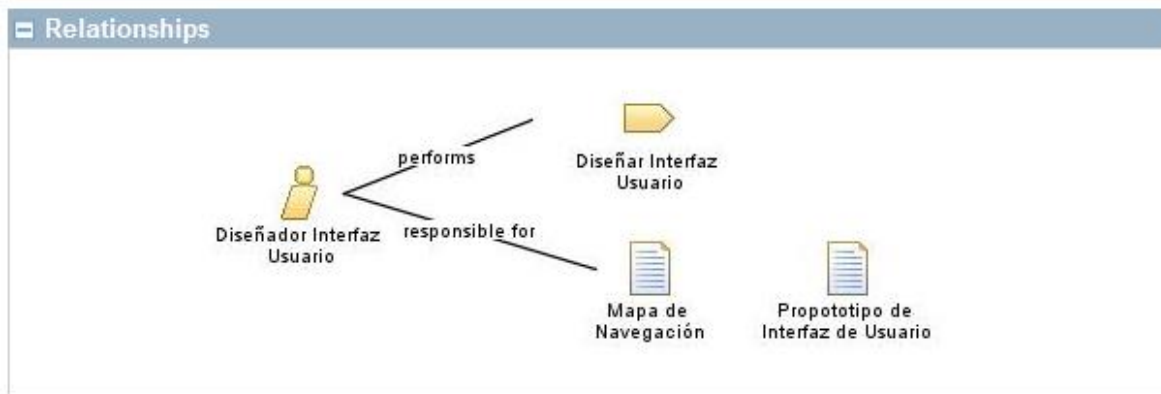 Relationships
performs
Diseñar Interfaz
Usuario
Diseñador Interfaz
Usuario
responsible for
Mapa de
Navegación
Propototipo de
Interfaz de Usuario